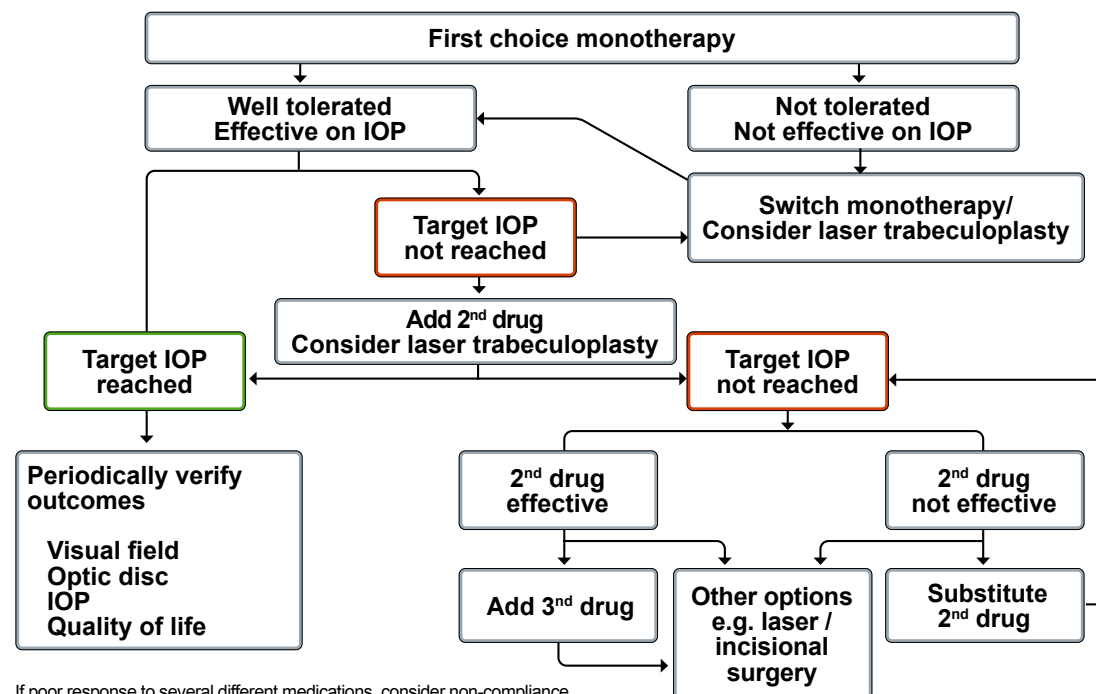 First choice monotherapy
Well tolerated
Effective on IOP
Not tolerated
Not effective on IOP
Switch monotherapy/
Consider laser trabeculoplasty
Target IOP
not reached
Add 2nd drug
Consider laser trabeculoplasty
Target IOP
reached
Target IOP
not reached
Periodically verify
outcomes
Visual field
Optic disc
IOP
Quality of life
2nd drug
effective
2nd drug
not effective
Add 3nd drug
Other options
e.g. laser /
incisional
surgery
Substitute
2nd drug
If poor response to several different medications, consider non-compliance